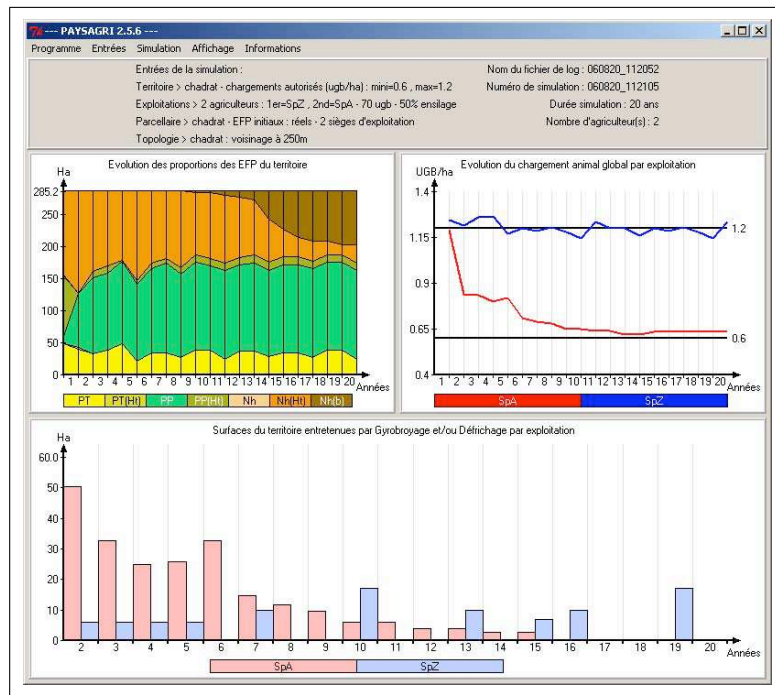 --- PAYSAGRI 2.5.6 ---
Programme Entrées Simulation Affichage Informations
Entrées de la simulation : Nom du fichier de log : 060820_112052
Territoire > chadrat - chargements autorisés (ugb/ha) : mini=0.6 , max=1.2 Numéro de simulation : 060820_112105
Exploitations > 2 agriculteurs : 1er=SpZ , 2nd=SpA - 70 ugb - 50% ensilage Durée simulation : 20 ans
Parcellaire > chadrat - EFP initiaux : réels - 2 sièges d'exploitation Nombre d'agriculteur(s) : 2
Topologie > chadrat : voisinage à 250m
Evolution des proportions des EFP du territoire
Ha
285.2
250
200
150
100
50
0
1 2 3 4 5 6 7 8 9 10 11 12 13 14 15 16 17 18 19 20 Années
PT PT(Ht) PP PP(Ht) Nh Nh(Ht) Nh(b)
Evolution du chargement animal global par exploitation
UGB/ha
1.4
1.15
0.9
0.65
0.4
1.2
0.6
1 2 3 4 5 6 7 8 9 10 11 12 13 14 15 16 17 18 19 20 Années
SpA SpZ
Surfaces du territoire entretenues par Gyrobroyage et/ou Défrichage par exploitation
Ha
60.0
50
40
30
20
10
0
2 3 4 5 6 7 8 9 10 11 12 13 14 15 16 17 18 19 20 Années
SpA SpZ